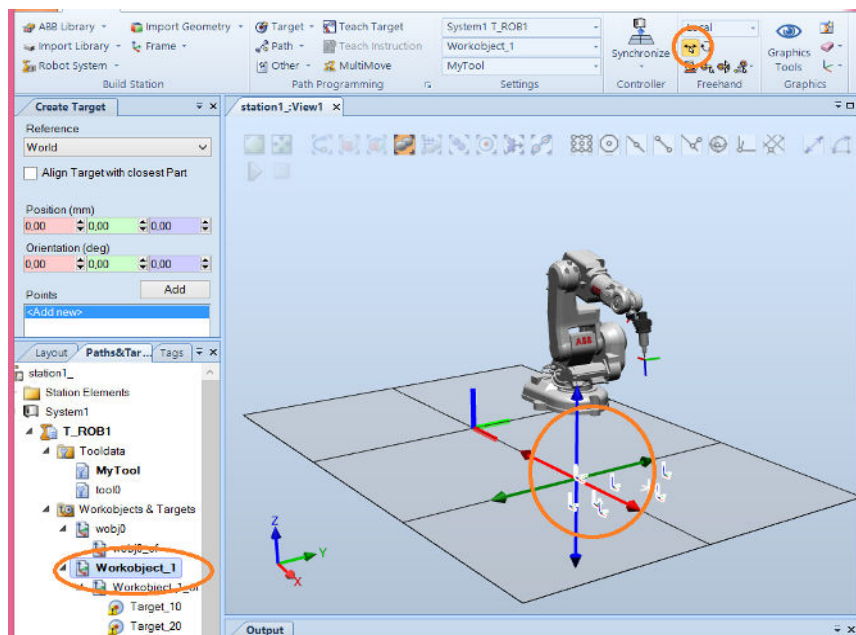 ABB Library Import Geometry Target Teach Target System1 T_ROB1 Local
Import Library Frame Path Teach Instruction Workobject_1 Synchronize Graphics
Robot System Other MultiMove MyTool Tools
Build Station Path Programming Settings Controller Freehand Graphics
Create Target station1_:View1
Reference
World
Align Target with closest Part
Position (mm)
0,00 0,00 0,00
Orientation (deg)
0,00 0,00 0,00
Points Add
<Add new>
Layout Paths&Tar... Tags
station1_
Station Elements
System1
T_ROB1
Tooldata
MyTool
tool0
Workobjects & Targets
wobj0
wobj0_of
Workobject_1
Workobject_1_of
Target_10
Target_20
ABB
Z
Y
X
Output